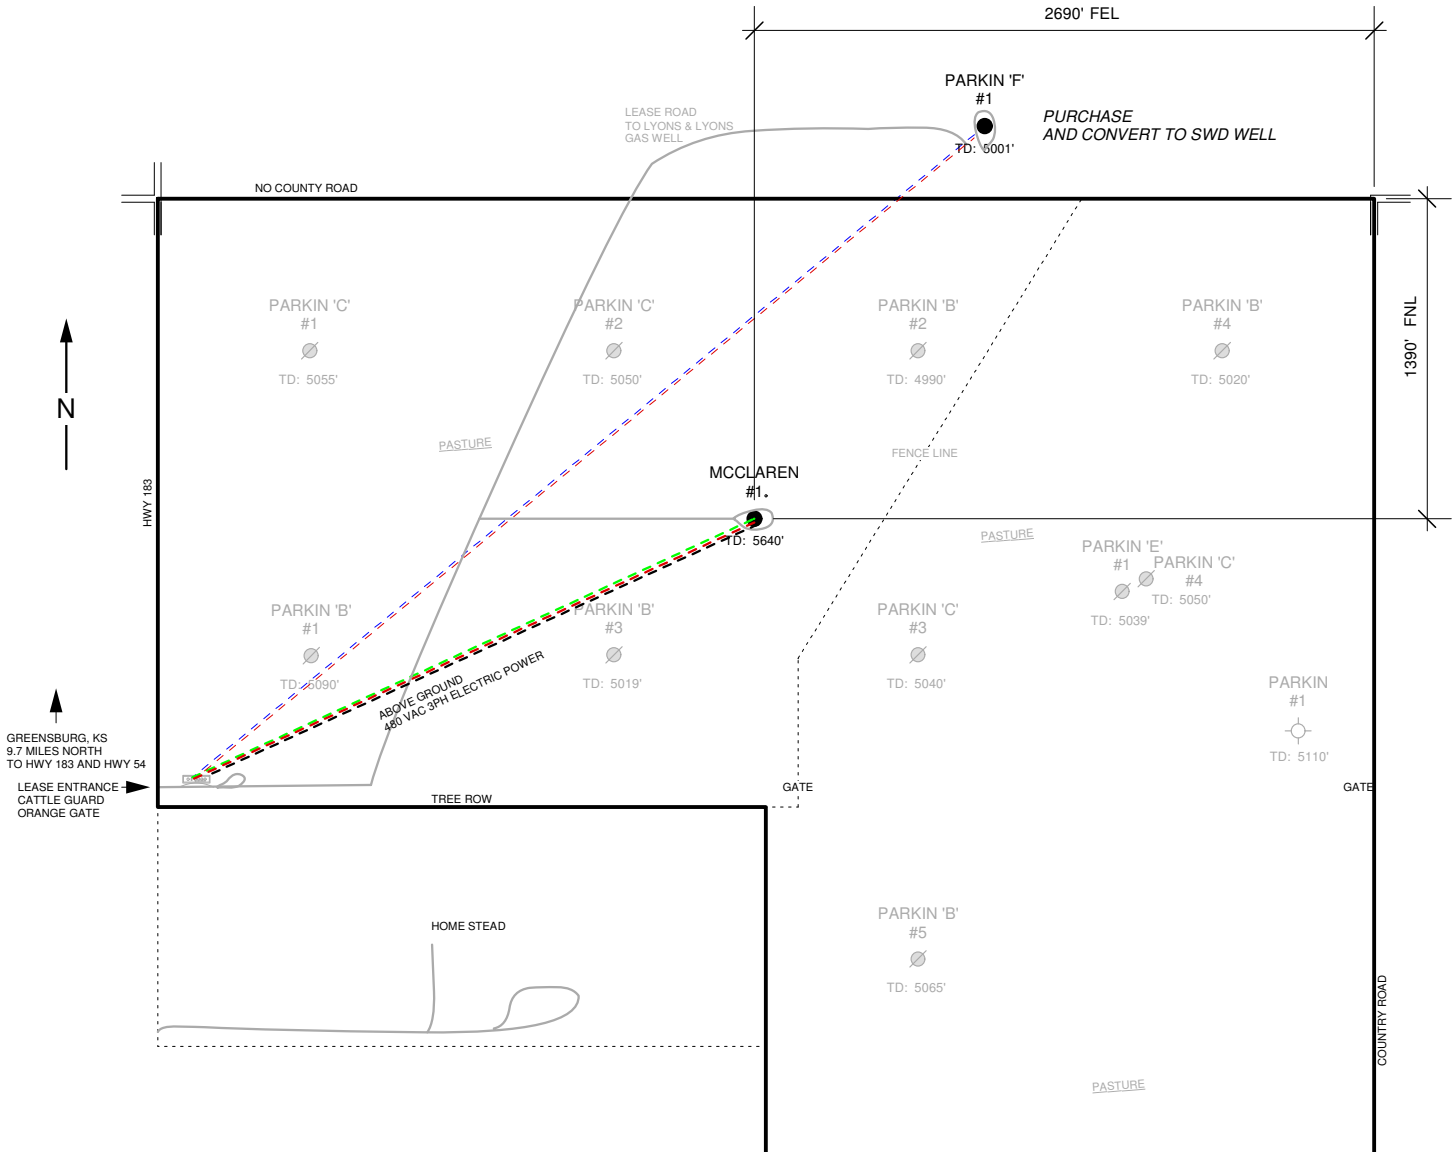 2690' FEL
PARKIN 'F'
#1
PURCHASE
AND CONVERT TO SWD WELL
TD: 5001'
LEASE ROAD
TO LYONS & LYONS
GAS WELL
NO COUNTY ROAD
PARKIN 'C'
#1
TD: 5055'
PARKIN 'C'
#2
TD: 5050'
PARKIN 'B'
#2
TD: 4990'
PARKIN 'B'
#4
TD: 5020'
1390' FNL
N
PASTURE
FENCE LINE
HWY 183
MCCLAREN
#1.
TD: 5640'
PASTURE
PARKIN 'E'
#1
TD: 5039'
PARKIN 'C'
#4
TD: 5050'
PARKIN 'B'
#1
TD: 5090'
PARKIN 'B'
#3
TD: 5019'
PARKIN 'C'
#3
TD: 5040'
ABOVE GROUND
480 VAC 3PH ELECTRIC POWER
PARKIN
#1
TD: 5110'
GREENSBURG, KS
9.7 MILES NORTH
TO HWY 183 AND HWY 54
LEASE ENTRANCE
CATTLE GUARD
ORANGE GATE
TREE ROW
GATE
GATE
HOME STEAD
PARKIN 'B'
#5
TD: 5065'
COUNTRY ROAD
PASTURE